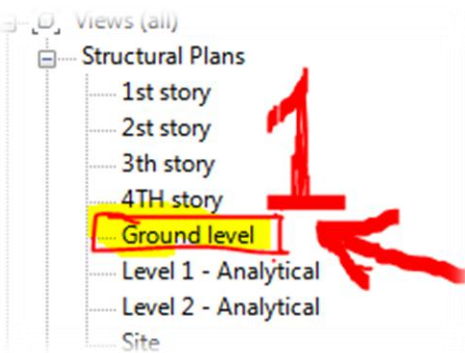 Views (all)
Structural Plans
1st story
2st story
3th story
4TH story
Ground level
Level 1 - Analytical
Level 2 - Analytical
Site
1